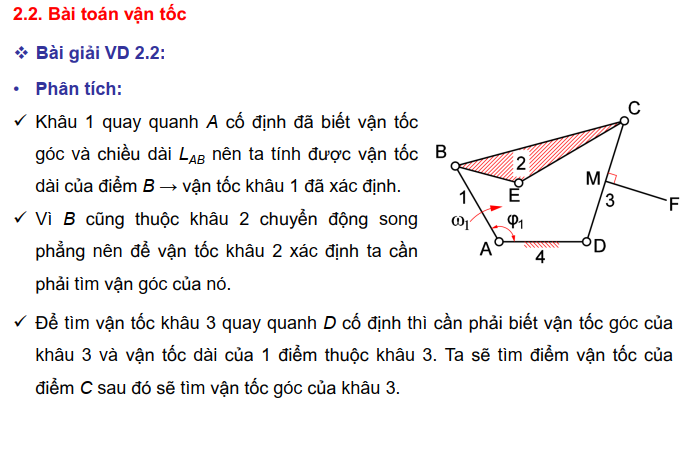 2.2. Bài toán vận tốc
❖ Bài giải VD 2.2:
• Phân tích:
✓ Khâu 1 quay quanh A cố định đã biết vận tốc
góc và chiều dài L_AB nên ta tính được vận tốc
dài của điểm B → vận tốc khâu 1 đã xác định.
✓ Vì B cũng thuộc khâu 2 chuyển động song
phẳng nên để vận tốc khâu 2 xác định ta cần
phải tìm vận góc của nó.
✓ Để tìm vận tốc khâu 3 quay quanh D cố định thì cần phải biết vận tốc góc của
khâu 3 và vận tốc dài của 1 điểm thuộc khâu 3. Ta sẽ tìm điểm vận tốc của
điểm C sau đó sẽ tìm vận tốc góc của khâu 3.
C
B
2
M
1
E
3
F
ω1
φ1
A
D
4